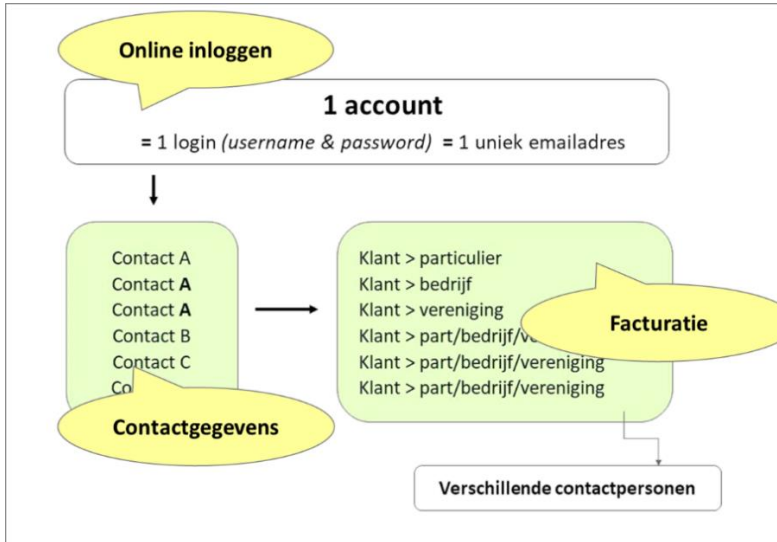 Online inloggen
1 account
= 1 login (username & password) = 1 uniek emailadres
Contact A
Contact A
Contact A
Contact B
Contact C
Klant > particulier
Klant > bedrijf
Klant > vereniging
Klant > part/bedrijf/
Klant > part/bedrijf/vereniging
Klant > part/bedrijf/vereniging
Facturatie
Contactgegevens
Verschillende contactpersonen